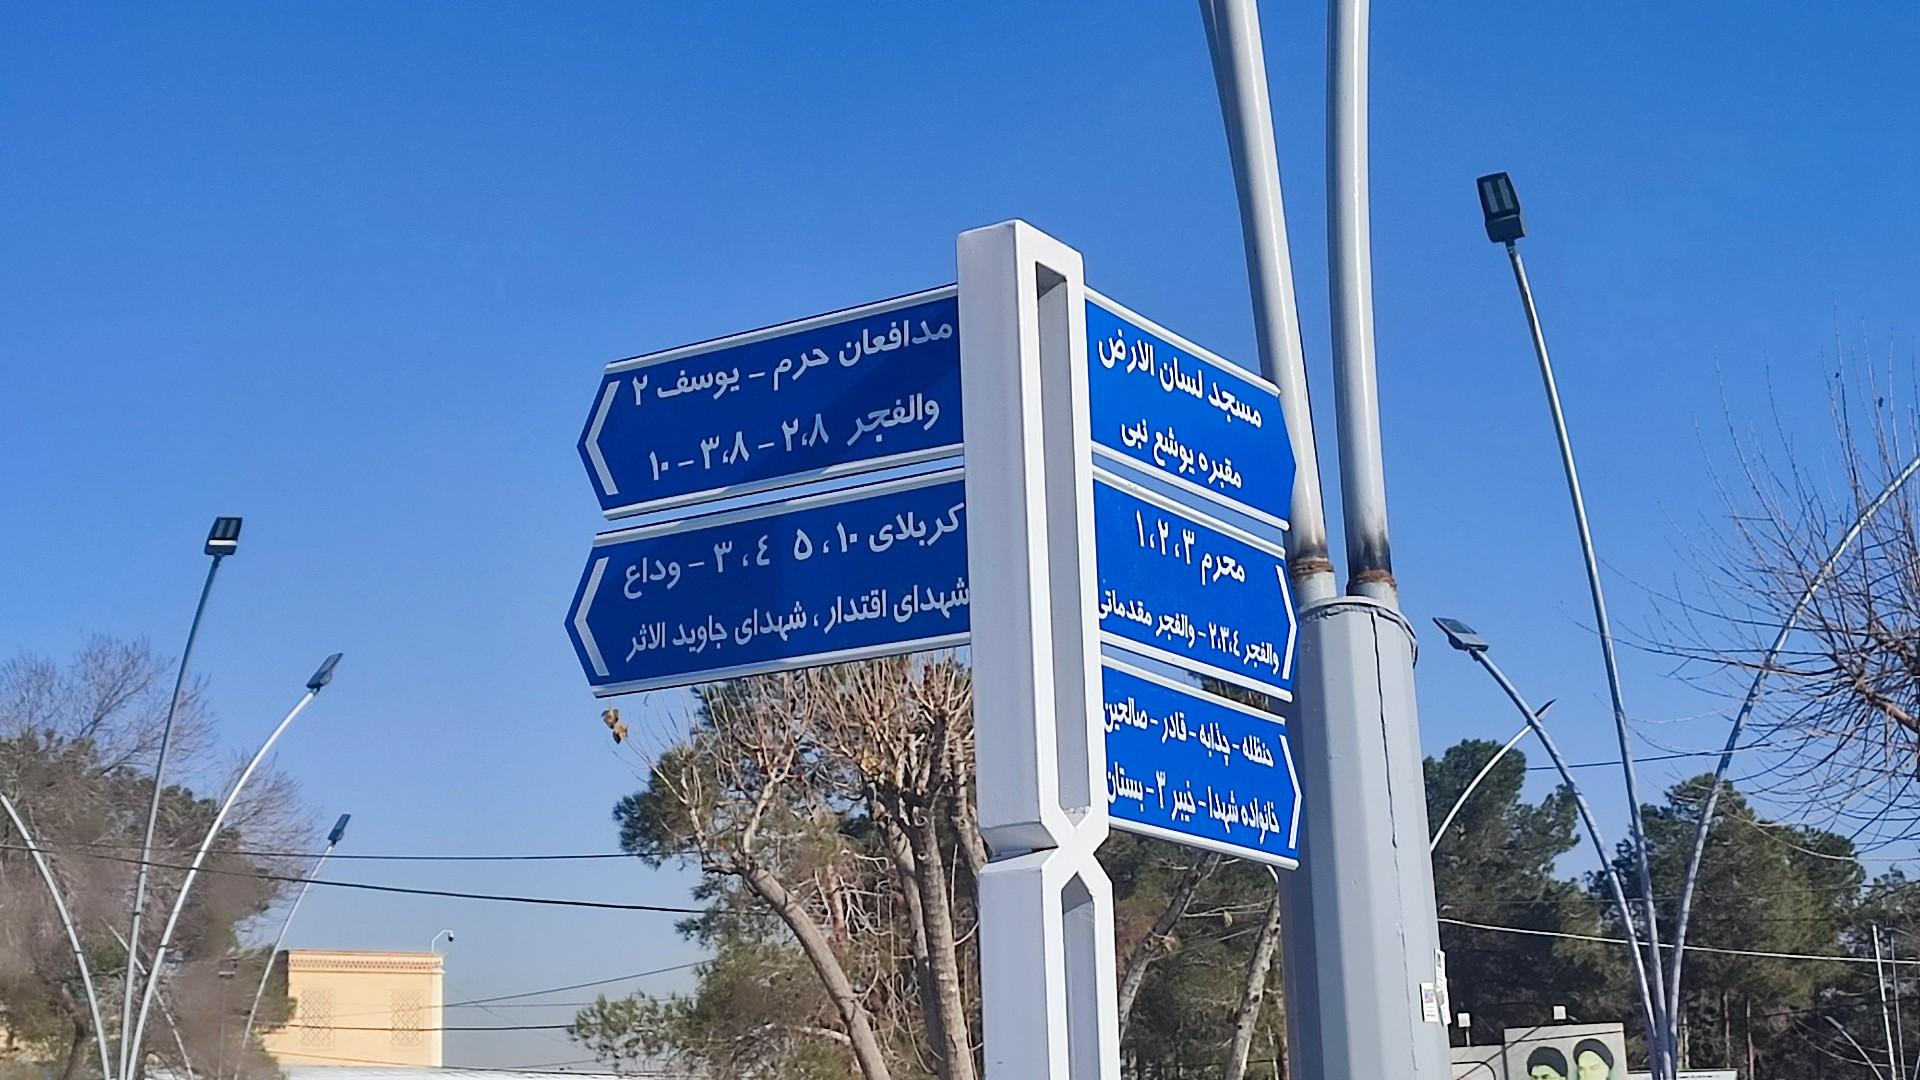 مدافعان حرم - یوسف ۲
والفجر ۲،۸ - ۳،۸ - ۱۰
کربلای ۱۰، ۵ ٤، ۳ - وداع
شهدای اقتدار، شهدای جاوید الاثر
مسجد لسان الارض
مقبره یوشع نبی
محرم ۱،۲،۳
والفجر ۲،۳،٤ - والفجر مقدماتی
حنظله - چذابه - قادر - صالحین
خانواده شهدا - خیبر ۳ - بستان